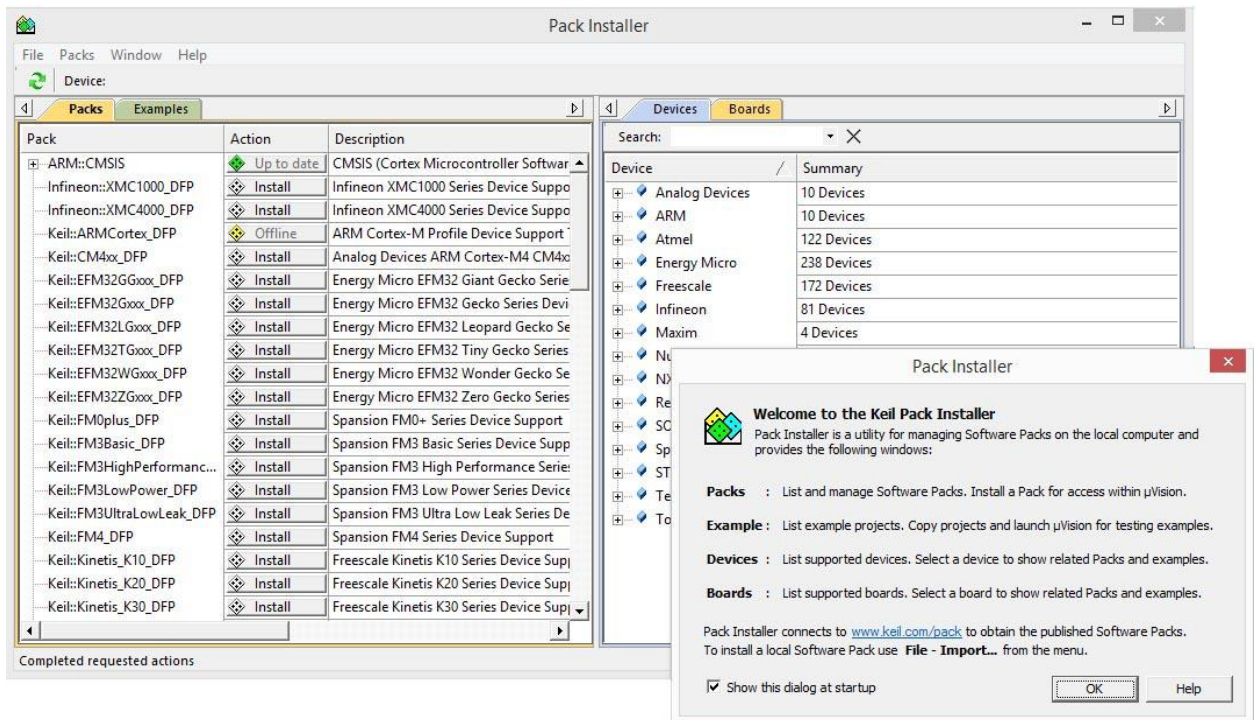 Pack Installer
File Packs Window Help
Device:
Packs Examples
Pack Action Description
ARM::CMSIS Up to date CMSIS (Cortex Microcontroller Softwar
Infineon::XMC1000_DFP Install Infineon XMC1000 Series Device Suppo
Infineon::XMC4000_DFP Install Infineon XMC4000 Series Device Suppo
Keil::ARMCortex_DFP Offline ARM Cortex-M Profile Device Support
Keil::CM4xx_DFP Install Analog Devices ARM Cortex-M4 CM4x
Keil::EFM32GGxxx_DFP Install Energy Micro EFM32 Giant Gecko Serie
Keil::EFM32Gxxx_DFP Install Energy Micro EFM32 Gecko Series Devi
Keil::EFM32LGxxx_DFP Install Energy Micro EFM32 Leopard Gecko Se
Keil::EFM32TGxxx_DFP Install Energy Micro EFM32 Tiny Gecko Series
Keil::EFM32WGxxx_DFP Install Energy Micro EFM32 Wonder Gecko Se
Keil::EFM32ZGxxx_DFP Install Energy Micro EFM32 Zero Gecko Series
Keil::FM0plus_DFP Install Spansion FM0+ Series Device Support
Keil::FM3Basic_DFP Install Spansion FM3 Basic Series Device Supp
Keil::FM3HighPerformanc... Install Spansion FM3 High Performance Series
Keil::FM3LowPower_DFP Install Spansion FM3 Low Power Series Device
Keil::FM3UltraLowLeak_DFP Install Spansion FM3 Ultra Low Leak Series De
Keil::FM4_DFP Install Spansion FM4 Series Device Support
Keil::Kinetis_K10_DFP Install Freescale Kinetis K10 Series Device Sup
Keil::Kinetis_K20_DFP Install Freescale Kinetis K20 Series Device Sup
Keil::Kinetis_K30_DFP Install Freescale Kinetis K30 Series Device Sup
Completed requested actions
Devices Boards
Search:
Device Summary
Analog Devices 10 Devices
ARM 10 Devices
Atmel 122 Devices
Energy Micro 238 Devices
Freescale 172 Devices
Infineon 81 Devices
Maxim 4 Devices
Nu
NX
Re
SO
Sp
ST
Te
To
Pack Installer
Welcome to the Keil Pack Installer
Pack Installer is a utility for managing Software Packs on the local computer and
provides the following windows:
Packs : List and manage Software Packs. Install a Pack for access within µVision.
Example : List example projects. Copy projects and launch µVision for testing examples.
Devices : List supported devices. Select a device to show related Packs and examples.
Boards : List supported boards. Select a board to show related Packs and examples.
Pack Installer connects to www.keil.com/pack to obtain the published Software Packs.
To install a local Software Pack use File - Import... from the menu.
Show this dialog at startup
OK Help